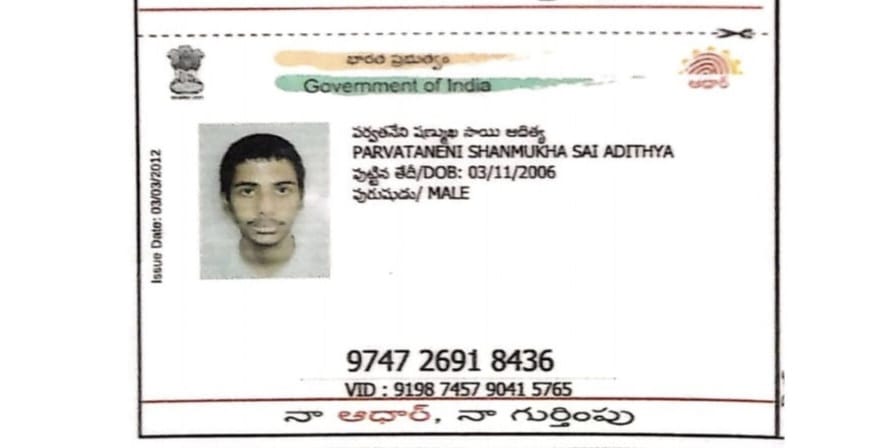 భారత ప్రభుత్వం
Government of India
ఆధార్
పర్వతనేని షణ్ముఖ సాయి ఆదిత్య
PARVATANENI SHANMUKHA SAI ADITHYA
పుట్టిన తేదీ/DOB: 03/11/2006
పురుషుడు/ MALE
Issue Date: 03/03/2012
9747 2691 8436
VID : 9198 7457 9041 5765
నా ఆధార్, నా గుర్తింపు